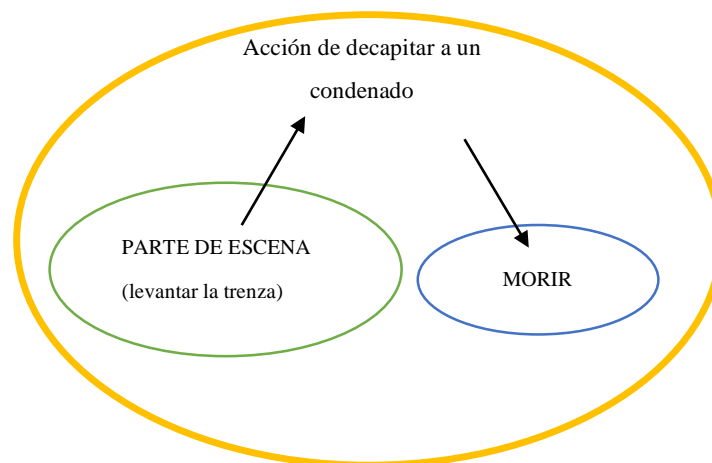 Acción de decapitar a un
condenado
PARTE DE ESCENA
(levantar la trenza)
MORIR